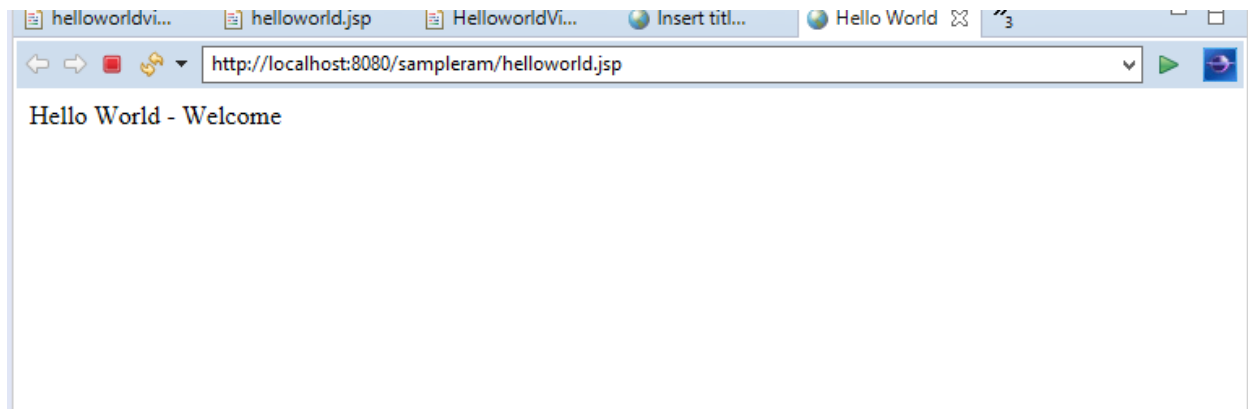 helloworldvi... helloworld.jsp HelloworldVi... Insert titl... Hello World 3
http://localhost:8080/sampleram/helloworld.jsp
Hello World - Welcome